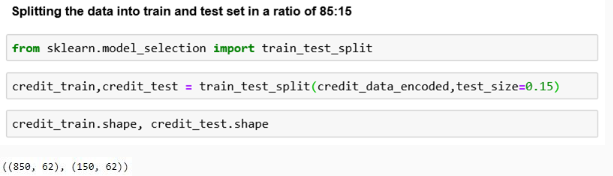 Splitting the data into train and test set in a ratio of 85:15
from sklearn.model_selection import train_test_split
credit_train,credit_test = train_test_split(credit_data_encoded,test_size=0.15)
credit_train.shape, credit_test.shape
((850, 62), (150, 62))